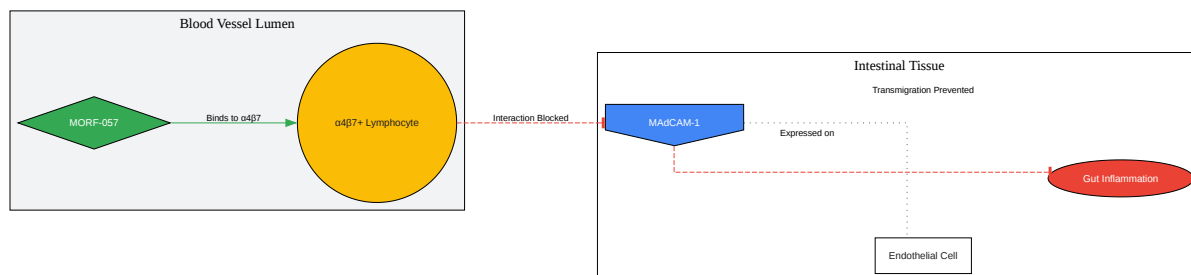 Blood Vessel Lumen
MORF-057
Binds to α4β7
α4β7+ Lymphocyte
Interaction Blocked
Intestinal Tissue
Transmigration Prevented
MAdCAM-1
Expressed on
Gut Inflammation
Endothelial Cell